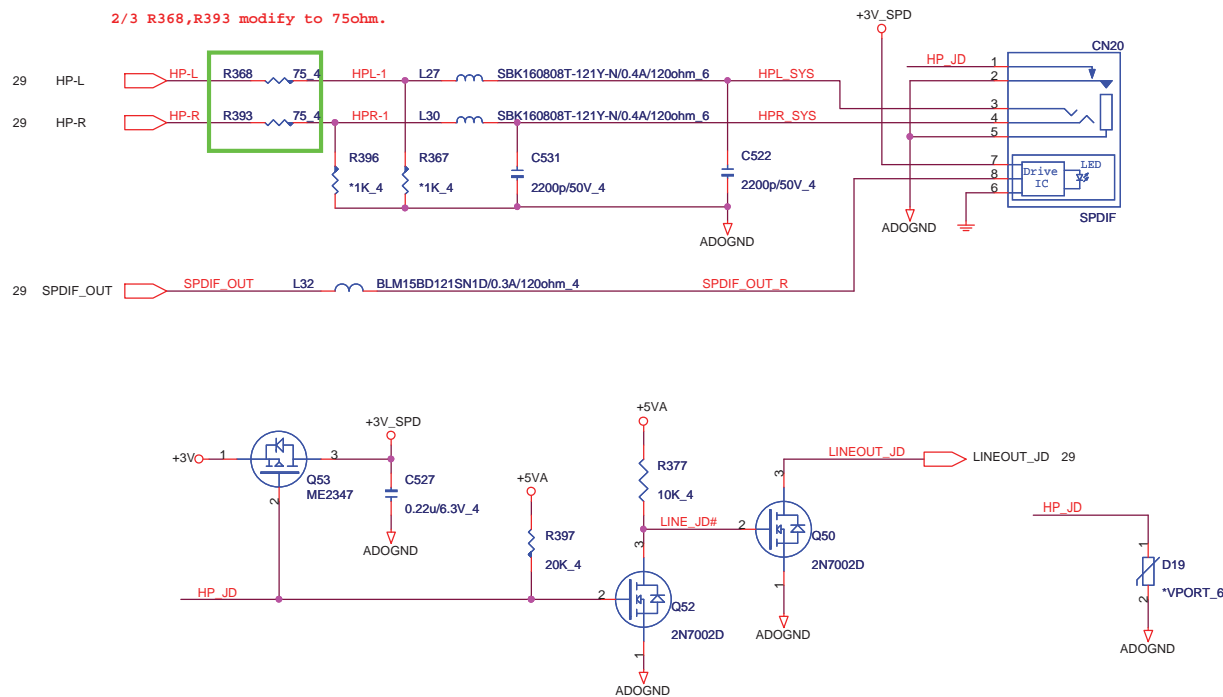 2/3 R368,R393 modify to 75ohm.
+3V_SPD
CN20
29 HP-L HP-L R368 75_4 HPL-1 L27 SBK160808T-121Y-N/0.4A/120ohm_6 HPL_SYS
HP_JD 1
2
3
29 HP-R HP-R R393 75_4 HPR-1 L30 SBK160808T-121Y-N/0.4A/120ohm_6 HPR_SYS
4
5
R396 *1K_4
R367 *1K_4
C531 2200p/50V_4
C522 2200p/50V_4
ADOGND
7
8
6
Drive IC
LED
SPDIF
ADOGND
29 SPDIF_OUT SPDIF_OUT L32 BLM15BD121SN1D/0.3A/120ohm_4 SPDIF_OUT_R
+3V 1 3 +3V_SPD
Q53
ME2347
2
C527
0.22u/6.3V_4
ADOGND
+5VA
R397
20K_4
HP_JD
+5VA
R377
10K_4
LINE_JD#
3
2
Q52
2N7002D
1
ADOGND
LINEOUT_JD LINEOUT_JD 29
3
2
Q50
2N7002D
1
ADOGND
HP_JD
1
D19
*VPORT_6
2
ADOGND